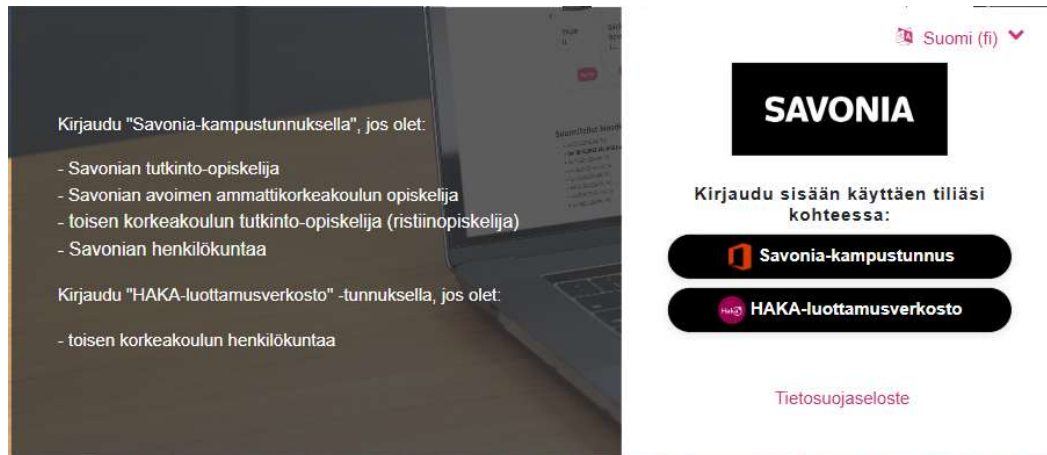 Kirjaudu "Savonia-kampustunnuksella", jos olet:
- Savonian tutkinto-opiskelija
- Savonian avoimen ammattikorkeakoulun opiskelija
- toisen korkeakoulun tutkinto-opiskelija (ristiinopiskelija)
- Savonian henkilökuntaa
Kirjaudu "HAKA-luottamusverkosto" -tunnuksella, jos olet:
- toisen korkeakoulun henkilökuntaa
Suomi (fi)
SAVONIA
Kirjaudu sisään käyttäen tiliäsi
kohteessa:
Savonia-kampustunnus
HAKA-luottamusverkosto
Tietosuojaseloste